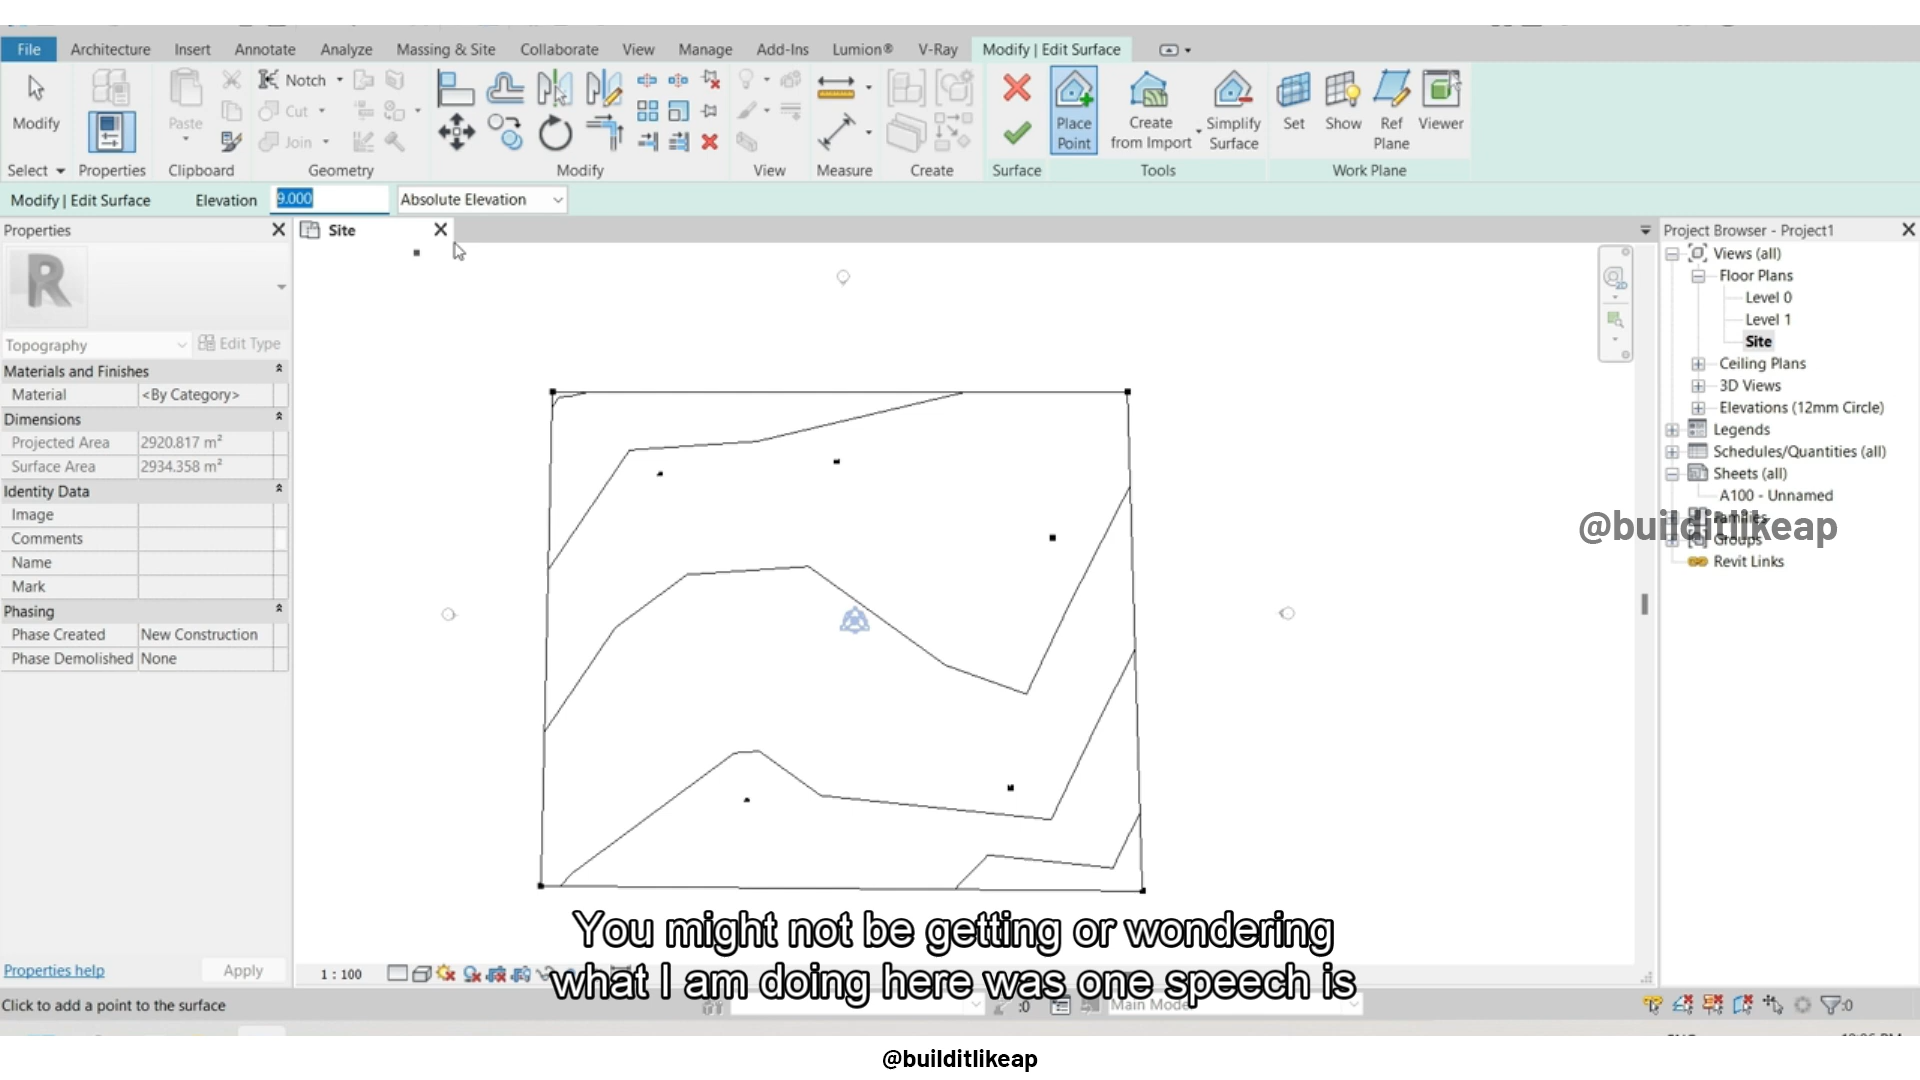 File Architecture Insert Annotate Analyze Massing & Site Collaborate View Manage Add-Ins Lumion® V-Ray Modify | Edit Surface
Modify
Paste
Notch
Cut
Join
Place Point
Create from Import
Simplify Surface
Set
Show
Ref Plane
Viewer
Select Properties Clipboard Geometry Modify View Measure Create Surface Tools Work Plane
Modify | Edit Surface Elevation 9.000 Absolute Elevation
Properties
Site
Project Browser - Project1
R
Topography Edit Type
Materials and Finishes
Material <By Category>
Dimensions
Projected Area 2920.817 m²
Surface Area 2934.358 m²
Identity Data
Image
Comments
Name
Mark
Phasing
Phase Created New Construction
Phase Demolished None
2D
Views (all)
Floor Plans
Level 0
Level 1
Site
Ceiling Plans
3D Views
Elevations (12mm Circle)
Legends
Schedules/Quantities (all)
Sheets (all)
A100 - Unnamed
Families
Groups
Revit Links
@builditlikeap
You might not be getting or wondering
what I am doing here was one speech is
Properties help Apply
1 : 100
Click to add a point to the surface
:0
Main Mode
:0
@builditlikeap